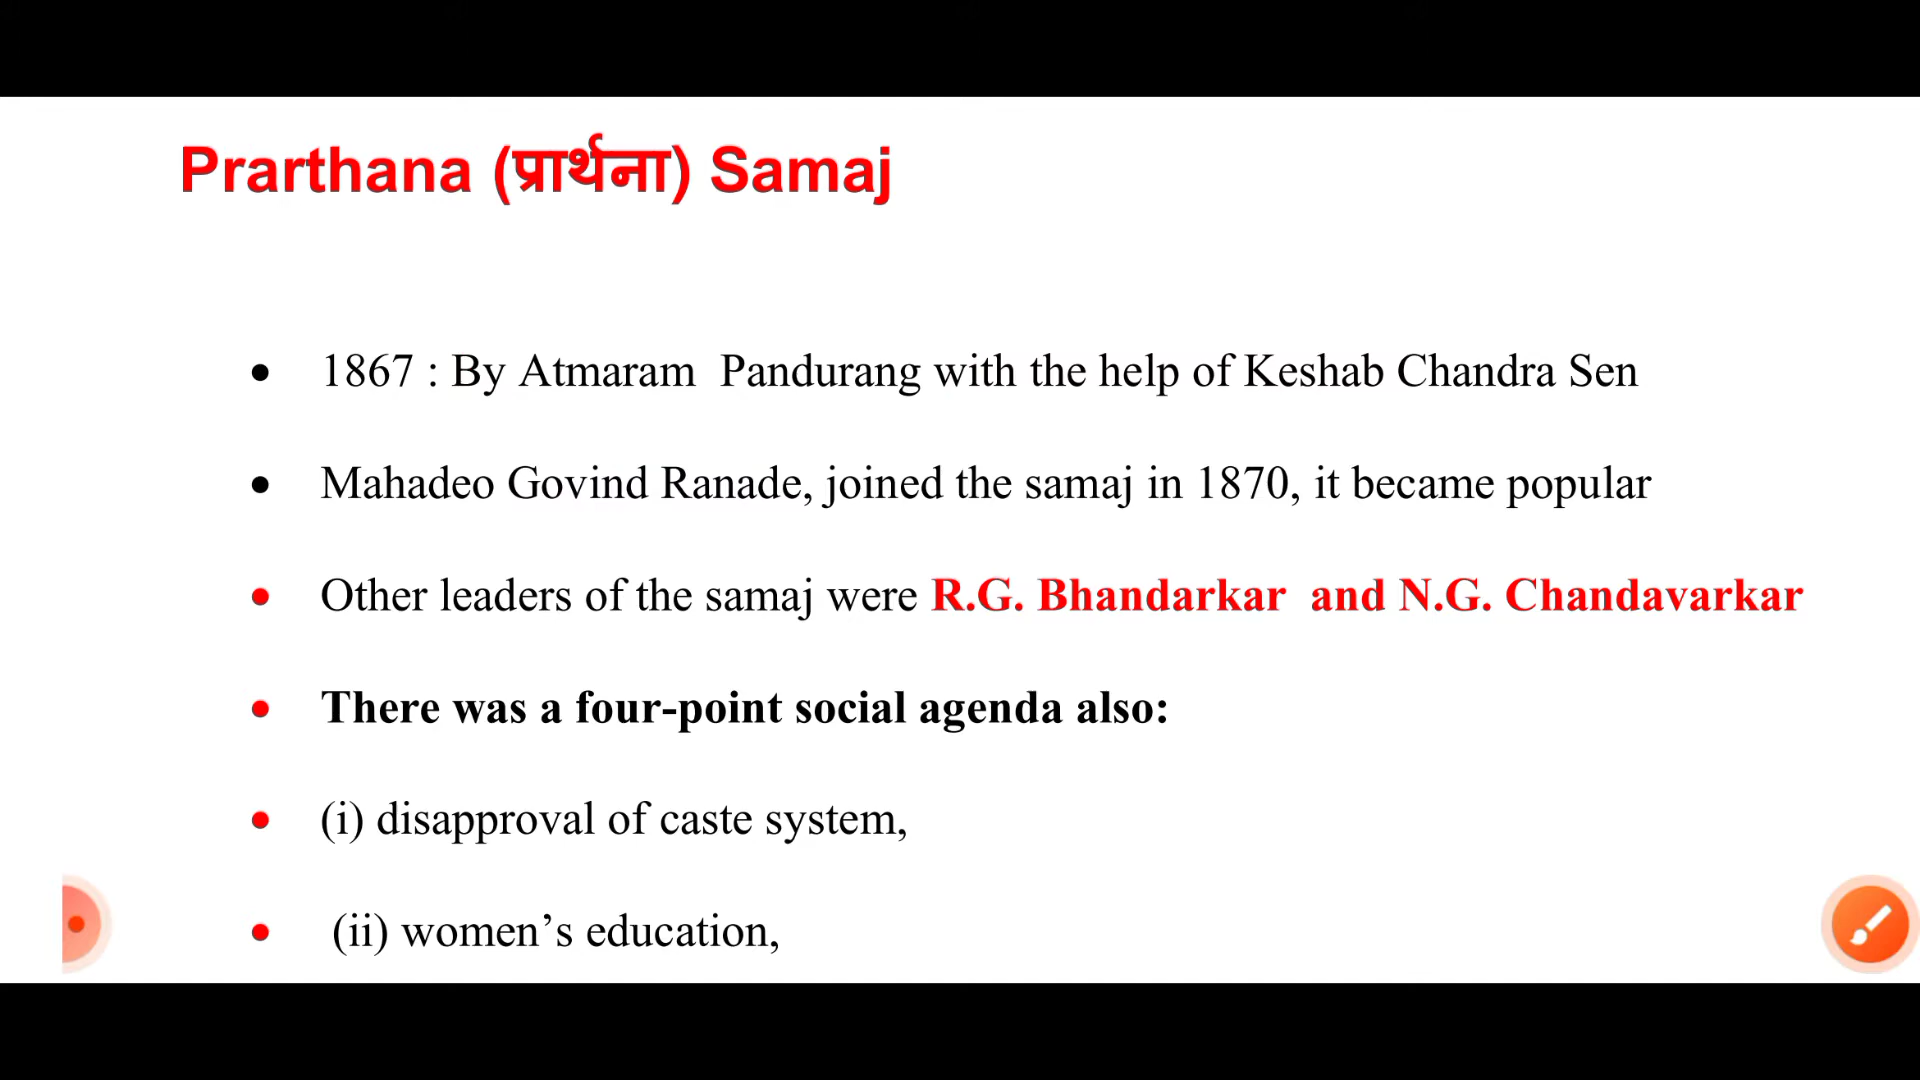 Prarthana (प्रार्थना) Samaj
• 1867 : By Atmaram  Pandurang with the help of Keshab Chandra Sen
• Mahadeo Govind Ranade, joined the samaj in 1870, it became popular
• Other leaders of the samaj were R.G. Bhandarkar  and N.G. Chandavarkar
• There was a four-point social agenda also:
• (i) disapproval of caste system,
• (ii) women’s education,